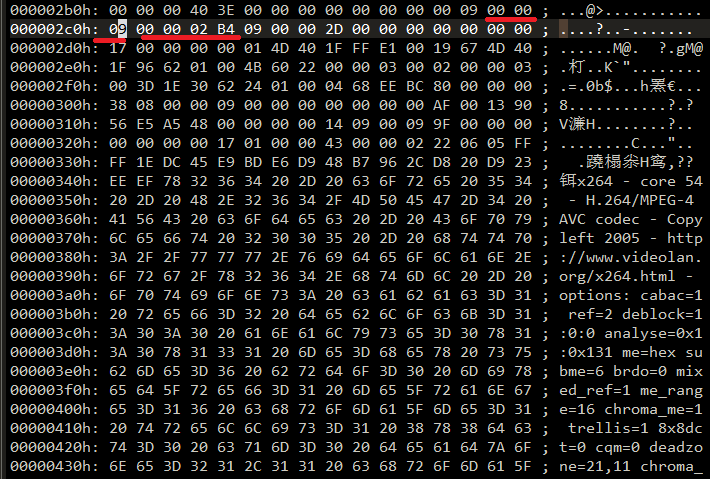 000002b0h: 00 00 00 40 3E 00 00 00 00 00 00 00 00 09 00 00 ; ...@>...........
000002c0h: 09 00 00 02 B4 09 00 00 2D 00 00 00 00 00 00 00 ; ....?..-.......
000002d0h: 17 00 00 00 00 01 4D 40 1F FF E1 00 19 67 4D 40 ; ......M@.  ?.gM@
000002e0h: 1F 96 62 01 00 4B 60 22 00 00 03 00 02 00 00 03 ; .朾..K`"........
000002f0h: 00 3D 1E 30 62 24 01 00 04 68 EE BC 80 00 00 00 ; .=.0b$...h罴€...
00000300h: 38 08 00 00 09 00 00 00 00 00 00 AF 00 13 90 ; 8..........?.?
00000310h: 56 E5 A5 48 00 00 00 00 14 09 00 09 9F 00 00 00 ; V濂H........?...
00000320h: 00 00 00 00 17 01 00 00 43 00 00 02 22 06 05 FF ; ........C..."..
00000330h: FF 1E DC 45 E9 BD E6 D9 48 B7 96 2C D8 20 D9 23 ;
00000340h: EE EF 78 32 36 34 20 2D 20 63 6F 72 65 20 35 34 ; 铒x264 - core 54
00000350h: 20 2D 20 48 2E 32 36 34 2F 4D 50 45 47 2D 34 20 ;  - H.264/MPEG-4
00000360h: 41 56 43 20 63 6F 64 65 63 20 2D 20 43 6F 70 79 ; AVC codec - Copy
00000370h: 6C 65 66 74 20 32 30 30 35 20 2D 20 68 74 74 70 ; left 2005 - http
00000380h: 3A 2F 2F 77 77 77 2E 76 69 64 65 6F 6C 61 6E 2E ; ://www.videolan.
00000390h: 6F 72 67 2F 78 32 36 34 2E 68 74 6D 6C 20 2D 20 ; org/x264.html -
000003a0h: 6F 70 74 69 6F 6E 73 3A 20 63 61 62 61 63 3D 31 ; options: cabac=1
000003b0h: 20 72 65 66 3D 32 20 64 65 62 6C 6F 63 6B 3D 31 ;  ref=2 deblock=1
000003c0h: 3A 30 3A 30 20 61 6E 61 6C 79 73 65 3D 30 78 31 ; :0:0 analyse=0x1
000003d0h: 3A 30 78 31 33 31 20 6D 65 3D 68 65 78 20 73 75 ; :0x131 me=hex su
000003e0h: 62 6D 65 3D 36 20 62 72 64 6F 3D 30 20 6D 69 78 ; bme=6 brdo=0 mix
000003f0h: 65 64 5F 72 65 66 3D 31 20 6D 65 5F 72 61 6E 67 ; ed_ref=1 me_rang
00000400h: 65 3D 31 36 20 63 68 72 6F 6D 61 5F 6D 65 3D 31 ; e=16 chroma_me=1
00000410h: 20 74 72 65 6C 6C 69 73 3D 31 20 38 78 38 64 63 ;  trellis=1 8x8dc
00000420h: 74 3D 30 20 63 71 6D 3D 30 20 64 65 61 64 7A 6F ; t=0 cqm=0 deadzo
00000430h: 6E 65 3D 32 31 2C 31 31 20 63 68 72 6F 6D 61 5F ; ne=21,11 chroma_